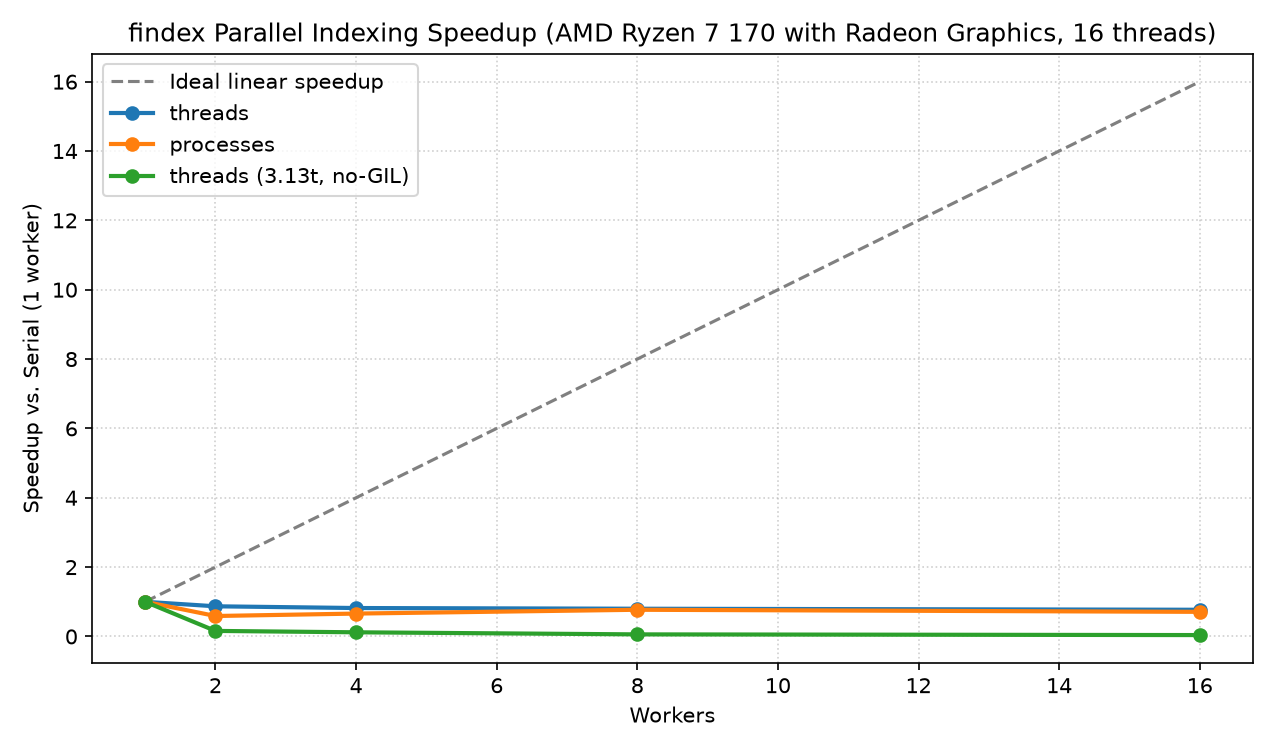 findex Parallel Indexing Speedup (AMD Ryzen 7 170 with Radeon Graphics, 16 threads)
Ideal linear speedup
threads
processes
threads (3.13t, no-GIL)
Speedup vs. Serial (1 worker)
16
14
12
10
8
6
4
2
0
2 4 6 8 10 12 14 16
Workers